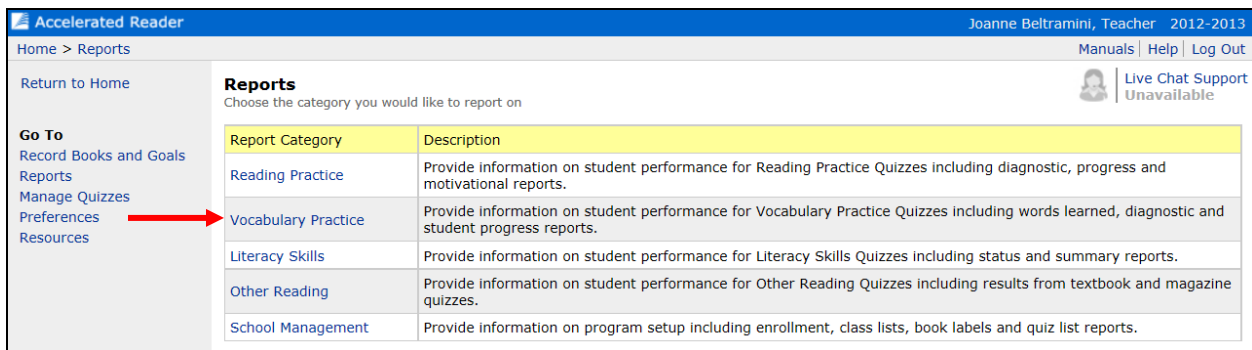 Accelerated Reader
Joanne Beltramini, Teacher 2012-2013
Home > Reports
Manuals | Help | Log Out
Return to Home
Go To
Record Books and Goals
Reports
Manage Quizzes
Preferences
Resources
Reports
Choose the category you would like to report on
Live Chat Support
Unavailable
Report Category Description
Reading Practice Provide information on student performance for Reading Practice Quizzes including diagnostic, progress and
motivational reports.
Vocabulary Practice Provide information on student performance for Vocabulary Practice Quizzes including words learned, diagnostic and
student progress reports.
Literacy Skills Provide information on student performance for Literacy Skills Quizzes including status and summary reports.
Other Reading Provide information on student performance for Other Reading Quizzes including results from textbook and magazine
quizzes.
School Management Provide information on program setup including enrollment, class lists, book labels and quiz list reports.